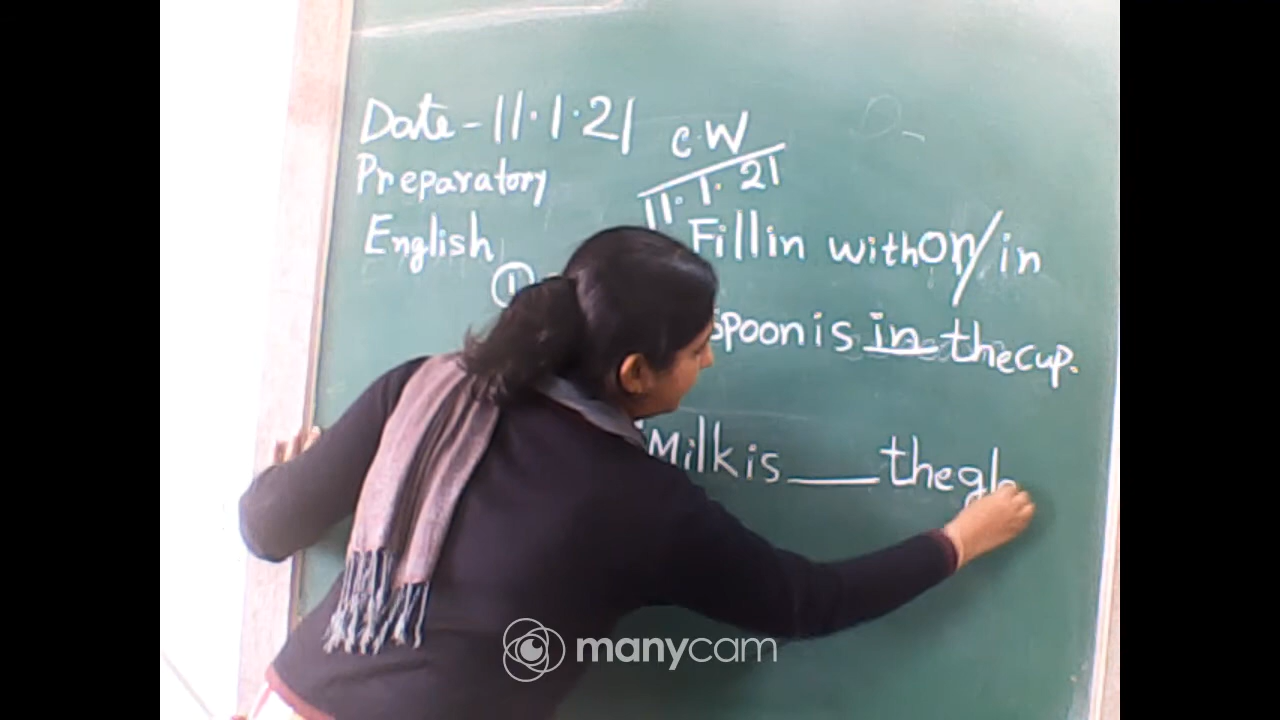 Date - 11.1.21
Preparatory
English
C.W
11.1.21
Fill in with on/in
①
Spoon is in the cup.
Milk is ___ the gl
manycam